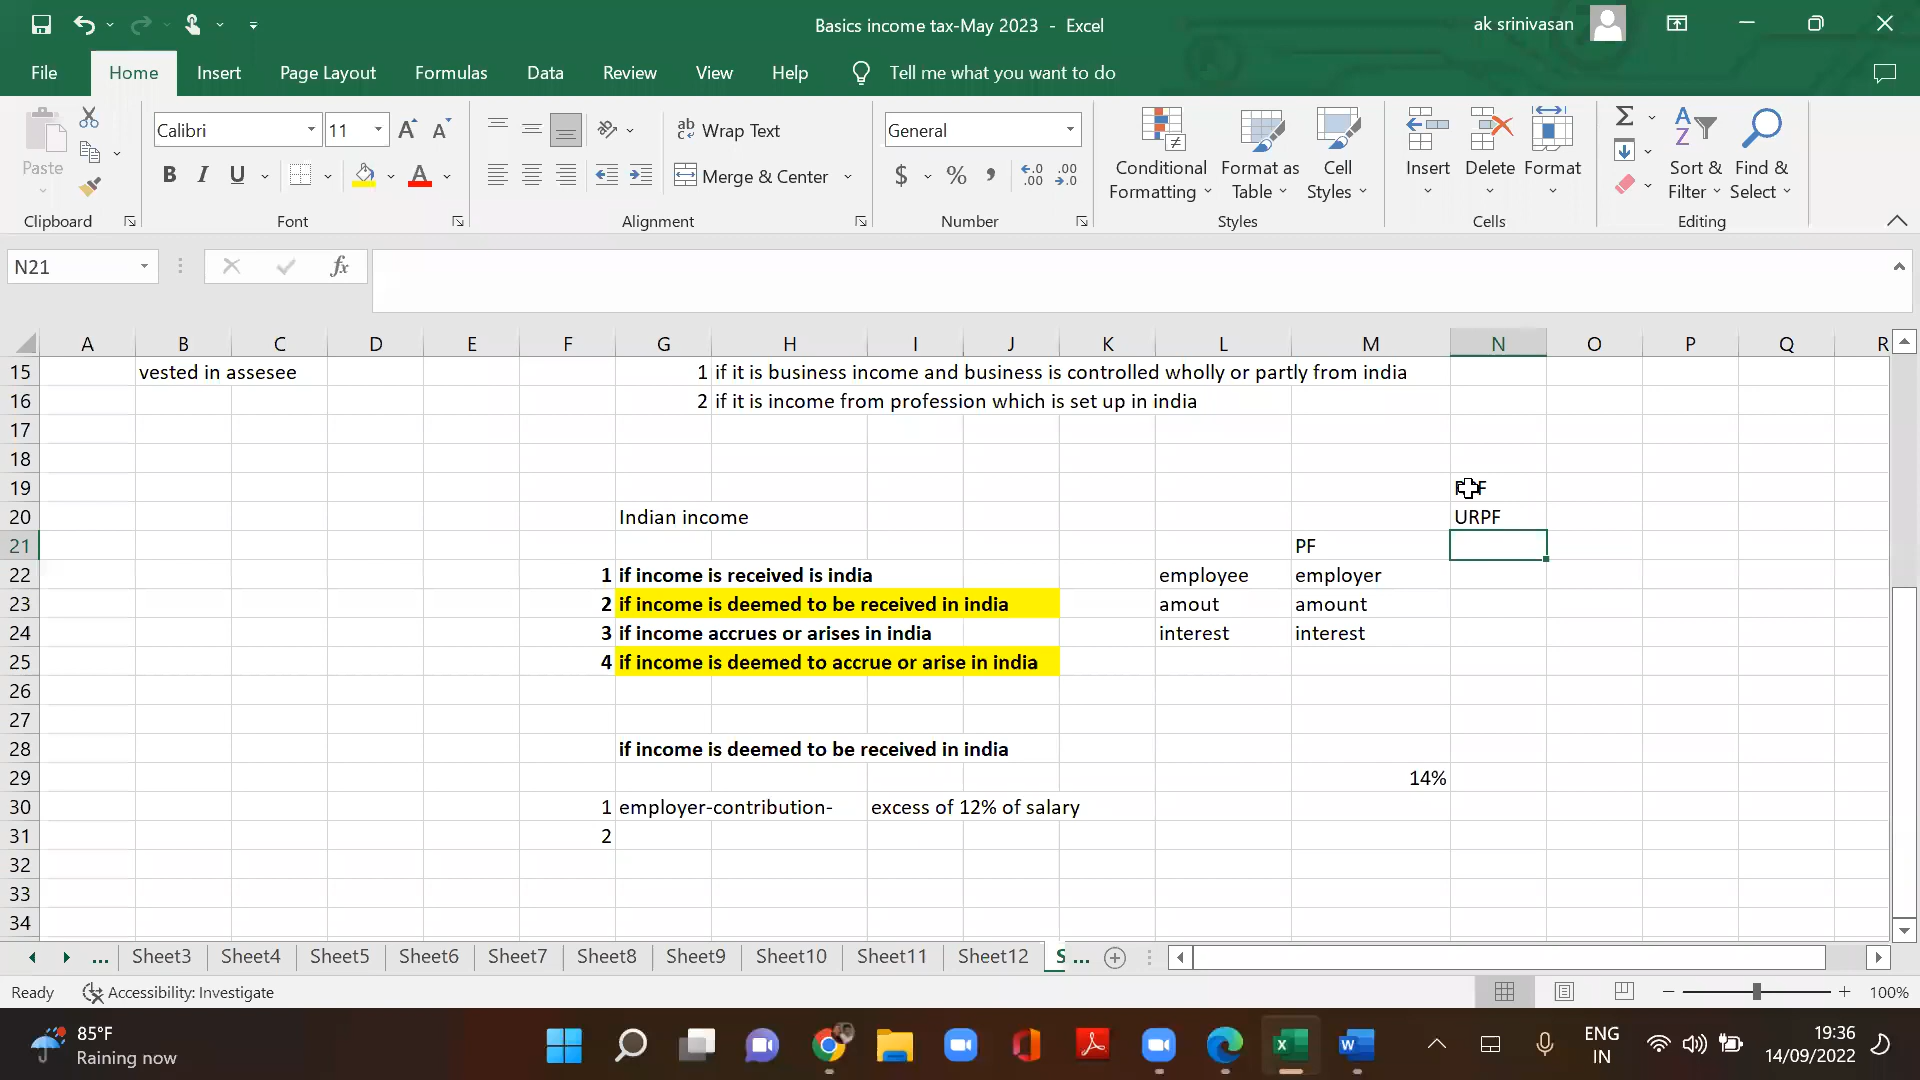 Basics income tax-May 2023 - Excel
ak srinivasan
File Home Insert Page Layout Formulas Data Review View Help Tell me what you want to do
Calibri 11
Wrap Text
General
Paste
Merge & Center
Conditional Formatting
Format as Table
Cell Styles
Insert
Delete
Format
Sort & Filter
Find & Select
Clipboard Font Alignment Number Styles Cells Editing
N21 fx
A B C D E F G H I J K L M N O P Q R
15 vested in assesee 1 if it is business income and business is controlled wholly or partly from india
16 2 if it is income from profession which is set up in india
17
18
19
20 Indian income URPF
21 PF
22 1 if income is received is india employee employer
23 2 if income is deemed to be received in india amout amount
24 3 if income accrues or arises in india interest interest
25 4 if income is deemed to accrue or arise in india
26
27
28 if income is deemed to be received in india
29 14%
30 1 employer-contribution- excess of 12% of salary
31 2
32
33
34
... Sheet3 Sheet4 Sheet5 Sheet6 Sheet7 Sheet8 Sheet9 Sheet10 Sheet11 Sheet12 S ...
Ready Accessibility: Investigate 100%
85°F
Raining now
ENG
IN
19:36
14/09/2022